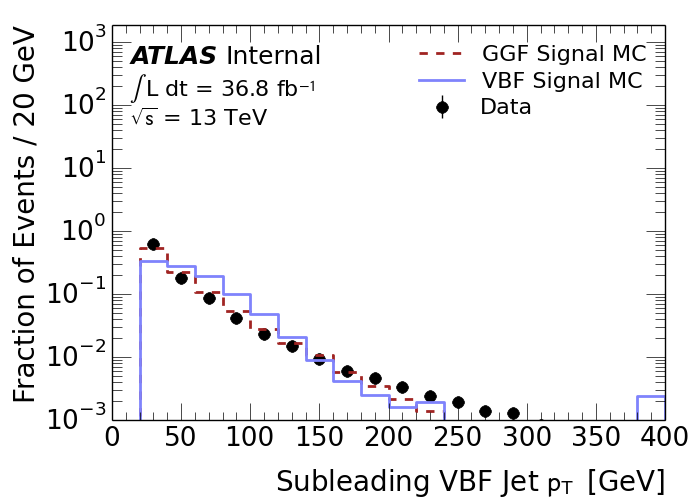 ATLAS Internal
∫L dt = 36.8 fb⁻¹
√s = 13 TeV
GGF Signal MC
VBF Signal MC
Data
Fraction of Events / 20 GeV
10³
10²
10¹
10⁰
10⁻¹
10⁻²
10⁻³
0 50 100 150 200 250 300 350 400
Subleading VBF Jet p_T [GeV]